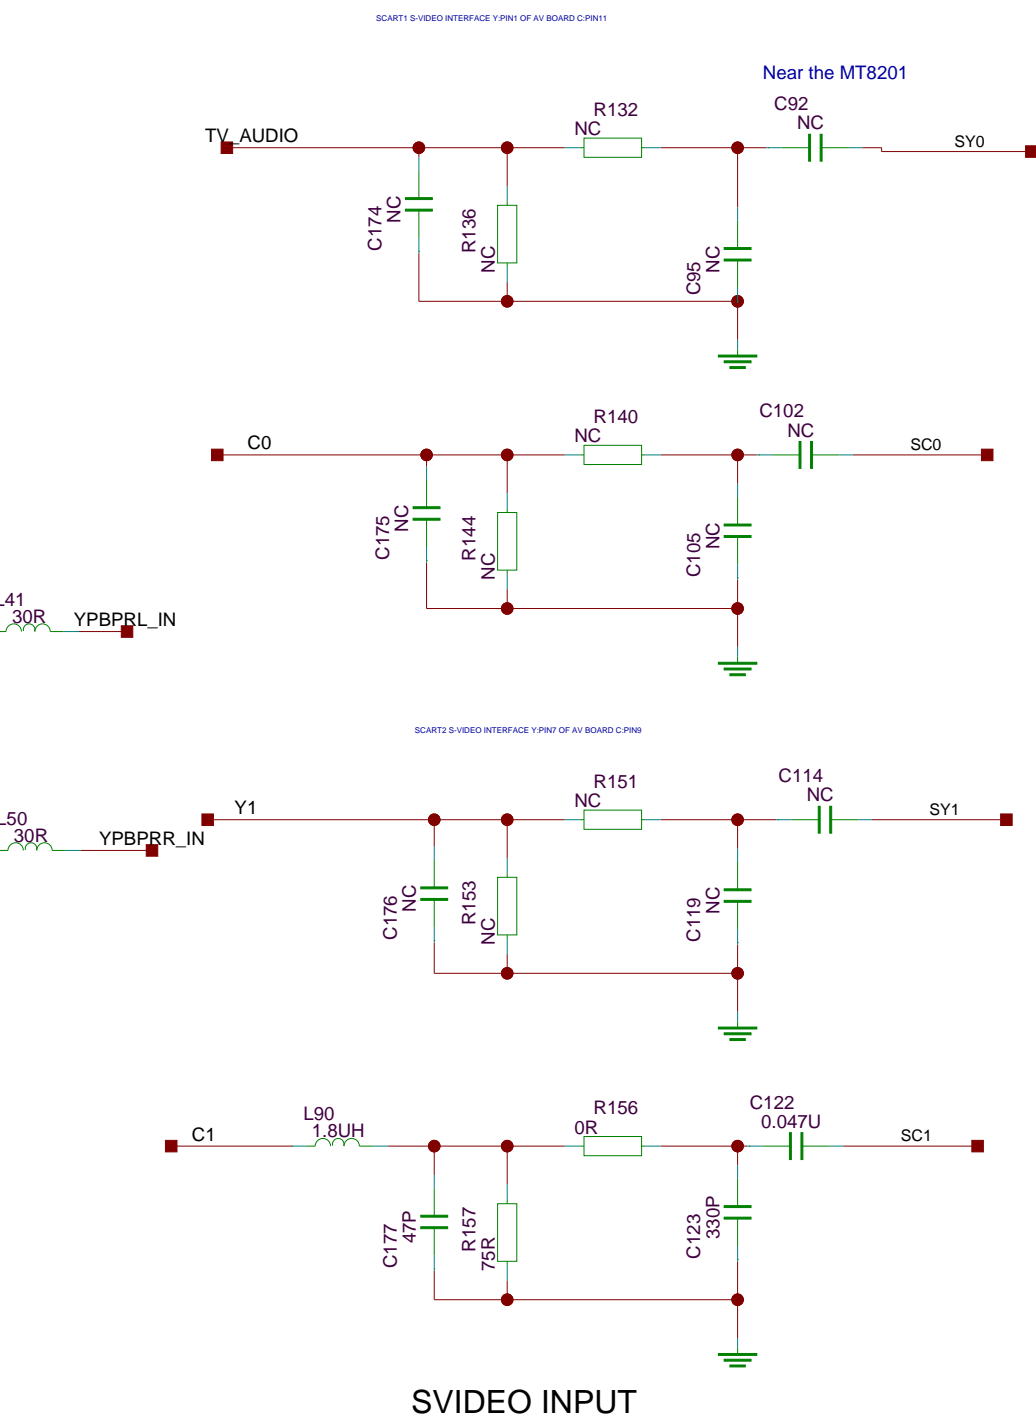 SCART1 S-VIDEO INTERFACE Y:PIN1 OF AV BOARD C:PIN11
Near the MT8201
C92
NC
R132
NC
TV_AUDIO
SY0
C174
NC
R136
NC
C95
NC
C102
NC
R140
NC
C0
SC0
C175
NC
R144
NC
C105
NC
L41
30R
YPBPRL_IN
SCART2 S-VIDEO INTERFACE Y:PIN7 OF AV BOARD C:PIN9
C114
NC
R151
NC
Y1
SY1
L50
30R
YPBPRR_IN
C176
NC
R153
NC
C119
NC
L90
1.8UH
R156
0R
C122
0.047U
C1
SC1
C177
47P
R157
75R
C123
330P
SVIDEO INPUT